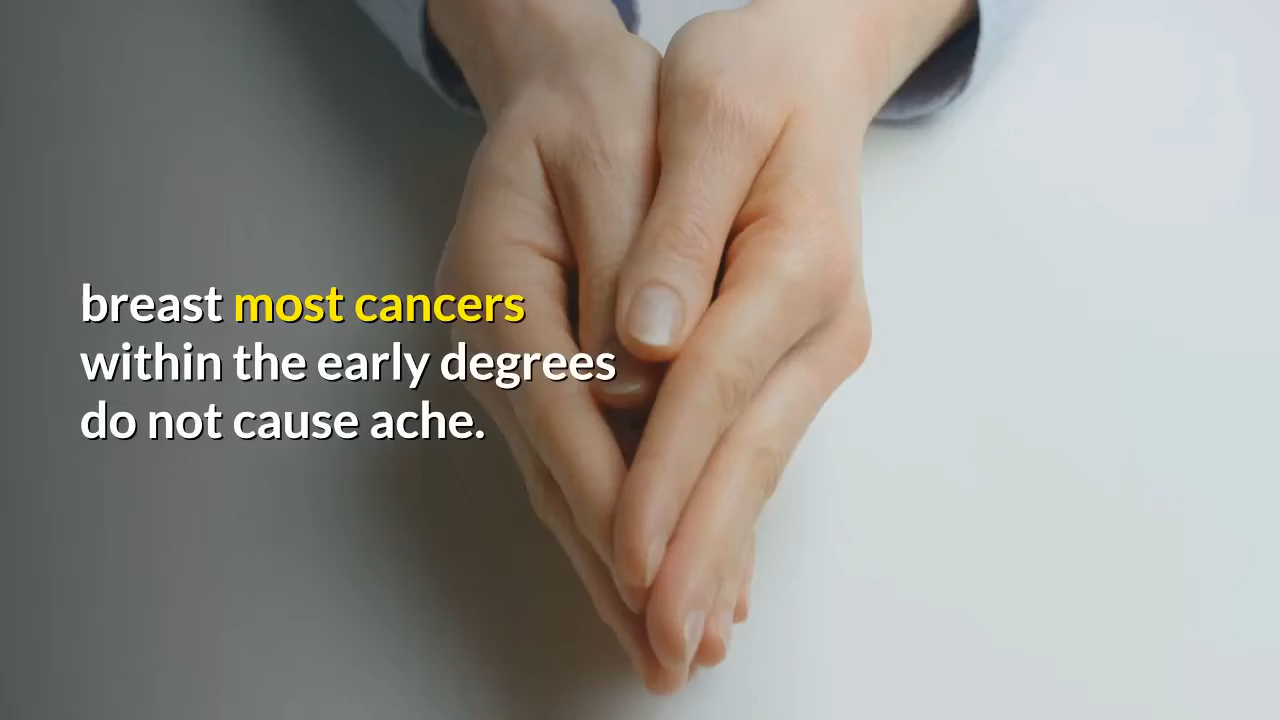 breast most cancers
within the early degrees
do not cause ache.